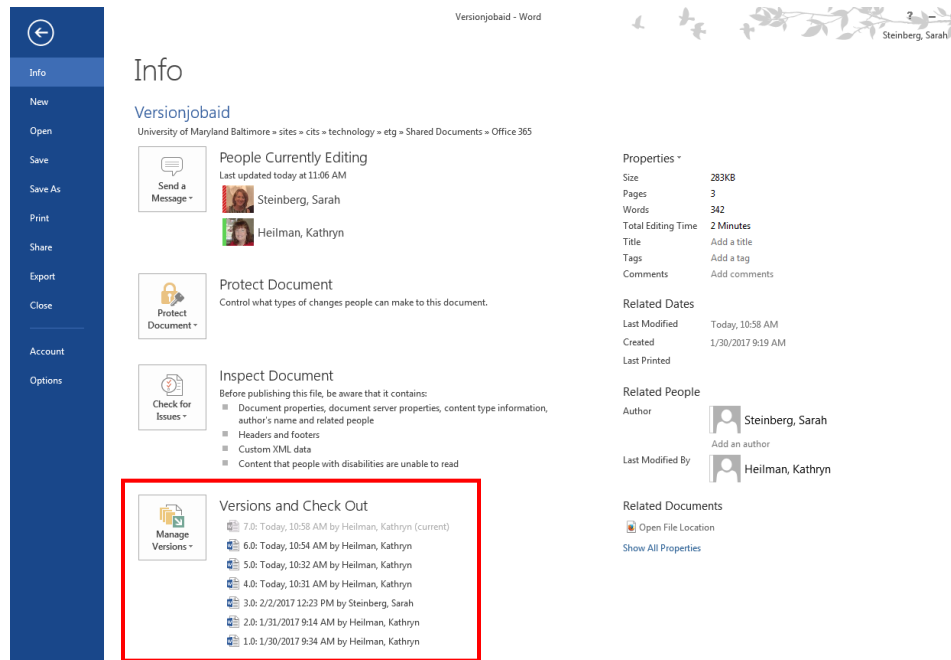 Versionjobaid - Word
?
Steinberg, Sarah
Info
New
Open
Save
Save As
Print
Share
Export
Close
Account
Options
Info
Versionjobaid
University of Maryland Baltimore » sites » cits » technology » etg » Shared Documents » Office 365
Send a
Message
People Currently Editing
Last updated today at 11:06 AM
Steinberg, Sarah
Heilman, Kathryn
Protect
Document
Protect Document
Control what types of changes people can make to this document.
Check for
Issues
Inspect Document
Before publishing this file, be aware that it contains:
Document properties, document server properties, content type information,
author's name and related people
Headers and footers
Custom XML data
Content that people with disabilities are unable to read
Manage
Versions
Versions and Check Out
7.0: Today, 10:58 AM by Heilman, Kathryn (current)
6.0: Today, 10:54 AM by Heilman, Kathryn
5.0: Today, 10:32 AM by Heilman, Kathryn
4.0: Today, 10:31 AM by Heilman, Kathryn
3.0: 2/2/2017 12:23 PM by Steinberg, Sarah
2.0: 1/31/2017 9:14 AM by Heilman, Kathryn
1.0: 1/30/2017 9:34 AM by Heilman, Kathryn
Properties
Size 283KB
Pages 3
Words 342
Total Editing Time 2 Minutes
Title Add a title
Tags Add a tag
Comments Add comments
Related Dates
Last Modified Today, 10:58 AM
Created 1/30/2017 9:19 AM
Last Printed
Related People
Author Steinberg, Sarah
Add an author
Last Modified By Heilman, Kathryn
Related Documents
Open File Location
Show All Properties